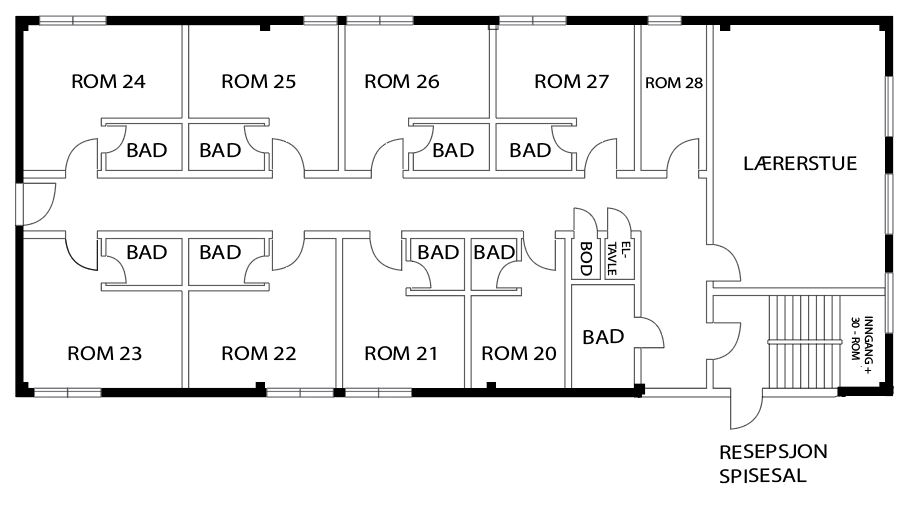 ROM 24
ROM 25
ROM 26
ROM 27
ROM 28
BAD
BAD
BAD
BAD
LÆRERSTUE
BAD
BAD
BAD
BAD
BOD
EL-
TAVLE
ROM 23
ROM 22
ROM 21
ROM 20
BAD
INNGANG +
30 - ROM
RESEPSJON
SPISESAL